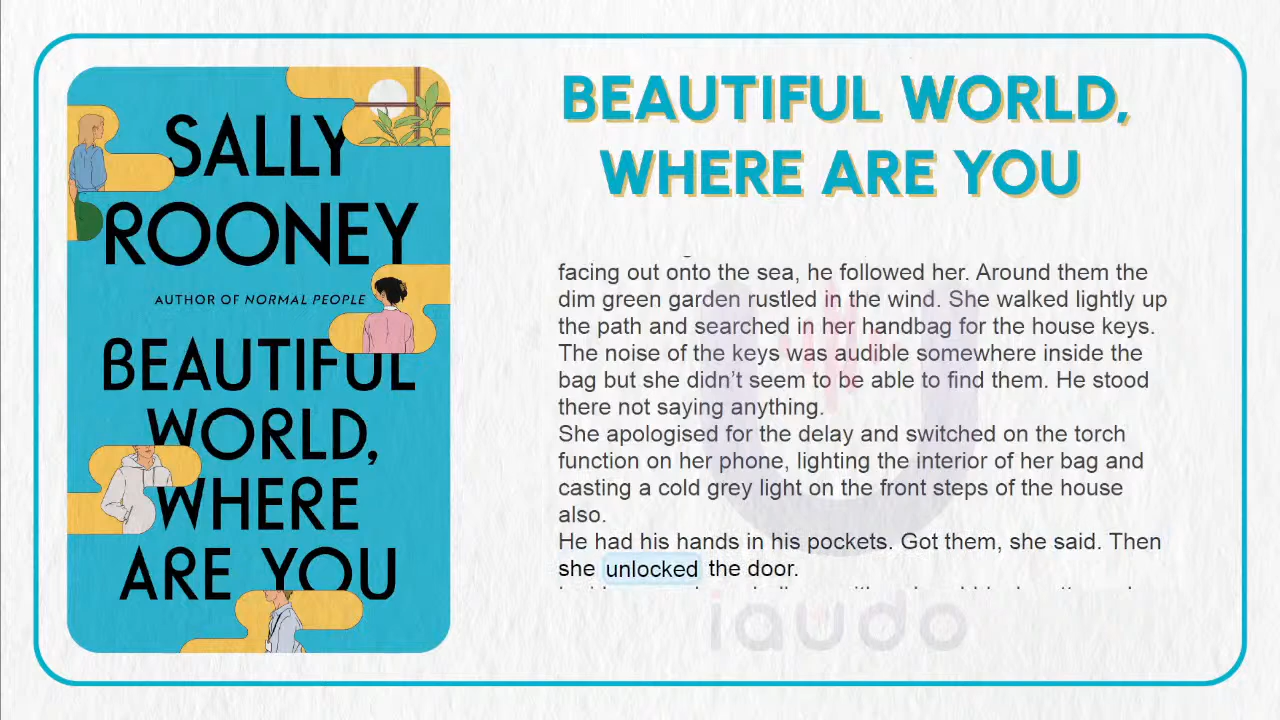 SALLY
ROONEY
AUTHOR OF NORMAL PEOPLE
BEAUTIFUL
WORLD,
WHERE
ARE YOU
BEAUTIFUL WORLD,
WHERE ARE YOU
facing out onto the sea, he followed her. Around them the
dim green garden rustled in the wind. She walked lightly up
the path and searched in her handbag for the house keys.
The noise of the keys was audible somewhere inside the
bag but she didn’t seem to be able to find them. He stood
there not saying anything.
She apologised for the delay and switched on the torch
function on her phone, lighting the interior of her bag and
casting a cold grey light on the front steps of the house
also.
He had his hands in his pockets. Got them, she said. Then
she unlocked the door.
iaudo